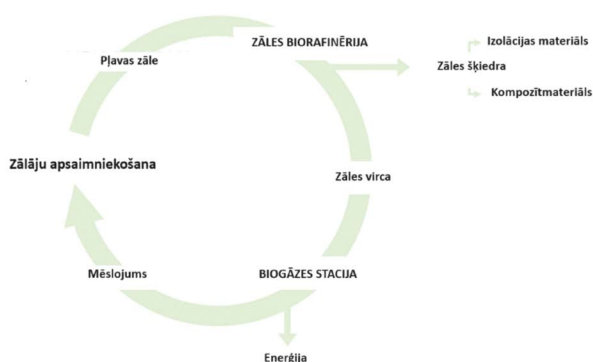 ZĀLES BIORAFINĒRIJA
Izolācijas materiāls
Pļavas zāle
Zāles šķiedra
Kompozītmateriāls
Zālāju apsaimniekošana
Zāles virca
Mēslojums
BIOGĀZES STACIJA
Enerģija